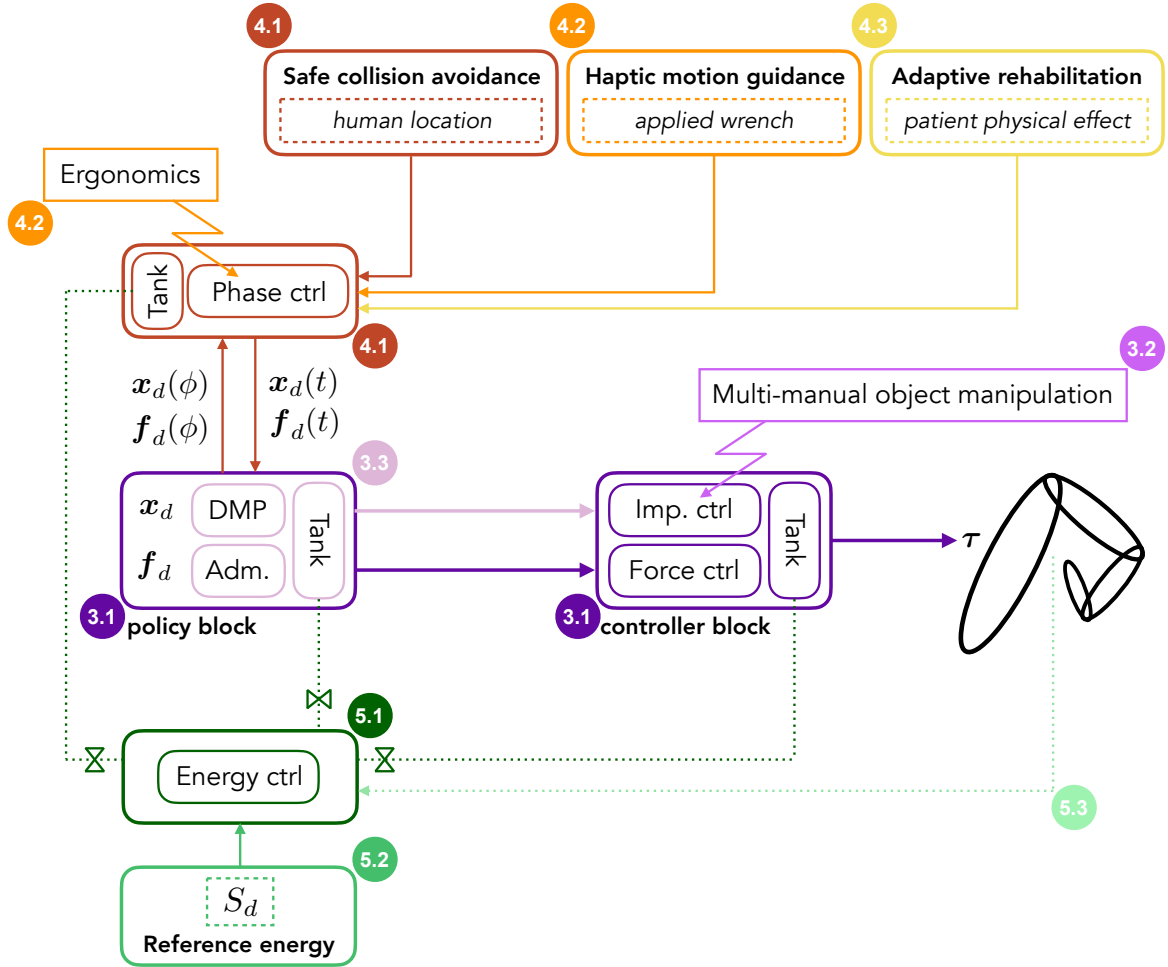 4.1
4.2
4.3
Safe collision avoidance
human location
Haptic motion guidance
applied wrench
Adaptive rehabilitation
patient physical effect
Ergonomics
4.2
Tank
Phase ctrl
4.1
x_d(ϕ)
f_d(ϕ)
x_d(t)
f_d(t)
3.2
Multi-manual object manipulation
3.3
x_d
DMP
f_d
Adm.
Tank
3.1
policy block
Imp. ctrl
Force ctrl
Tank
3.1
controller block
τ
5.1
Energy ctrl
5.3
5.2
S_d
Reference energy